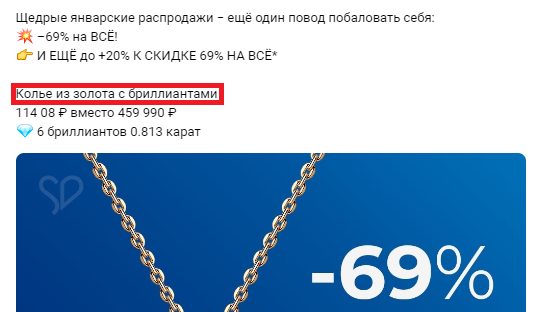 Щедрые январские распродажи – ещё один повод побаловать себя:
💥 –69% на ВСЁ!
👉 И ЕЩЁ до +20% К СКИДКЕ 69% НА ВСЁ*
Колье из золота с бриллиантами
114 08 ₽ вместо 459 990 ₽
💎 6 бриллиантов 0.813 карат
-69%